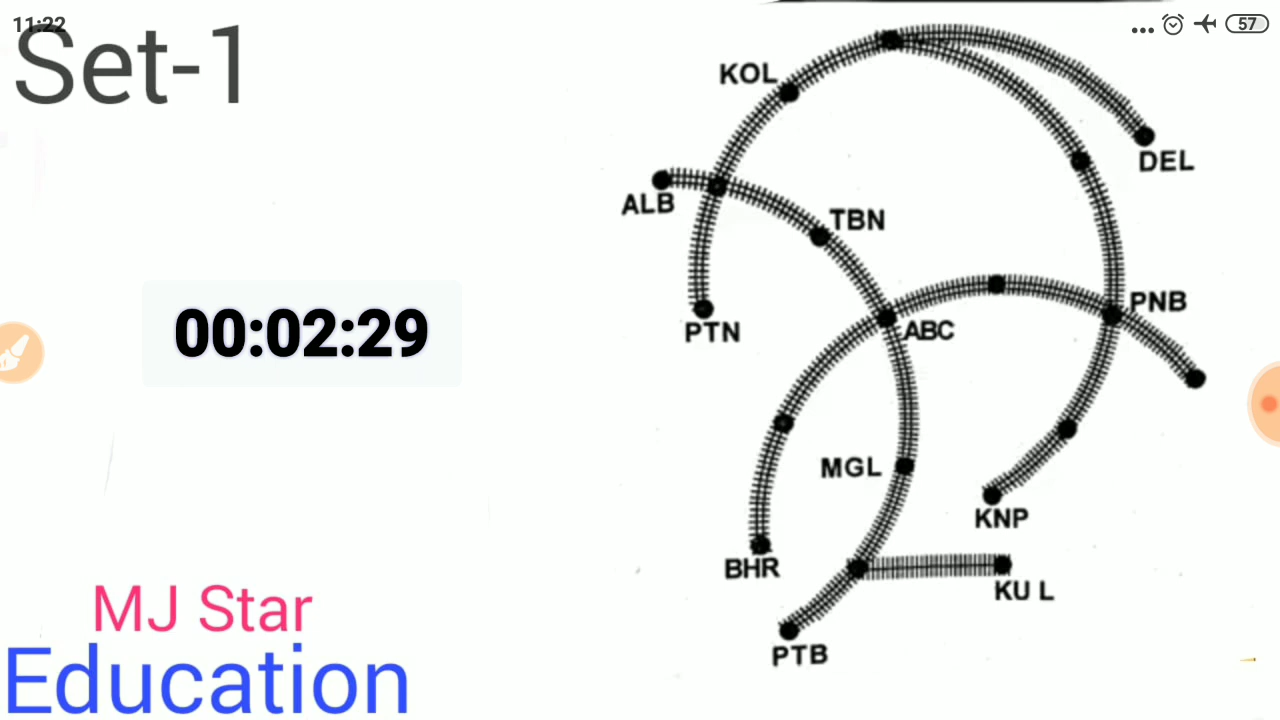 11:22
57
Set-1
KOL
DEL
ALB
TBN
PNB
PTN
ABC
00:02:29
MGL
KNP
BHR
KU L
MJ Star
Education
PTB